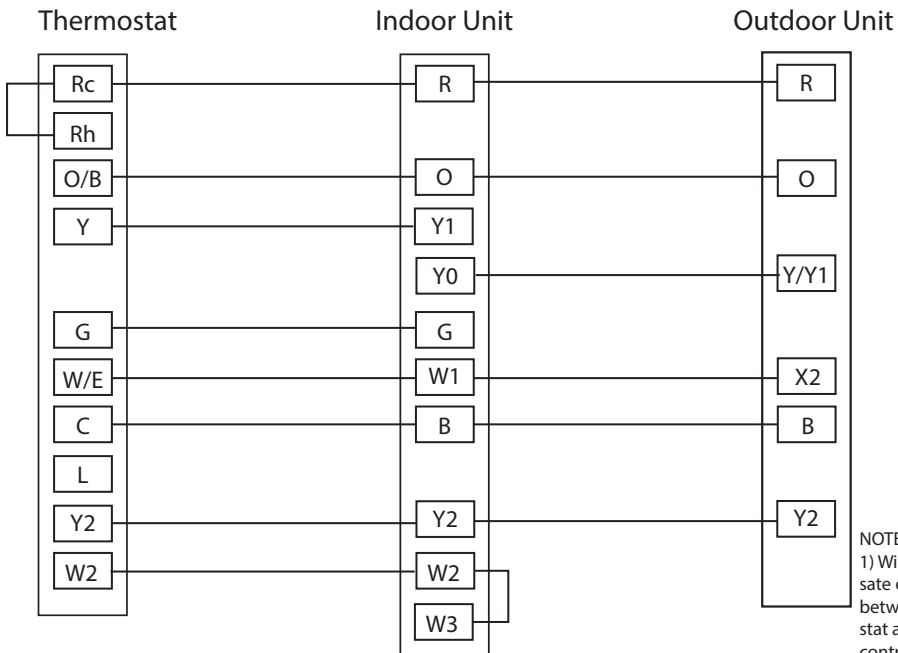 Thermostat Indoor Unit Outdoor Unit
Rc R R
Rh
O/B O O
Y Y1
Y0 Y/Y1
G G
W/E W1 X2
C B B
L
Y2 Y2 Y2
W2 W2
W3
NOTE
1) Wi
sate
betw
stat a
contr